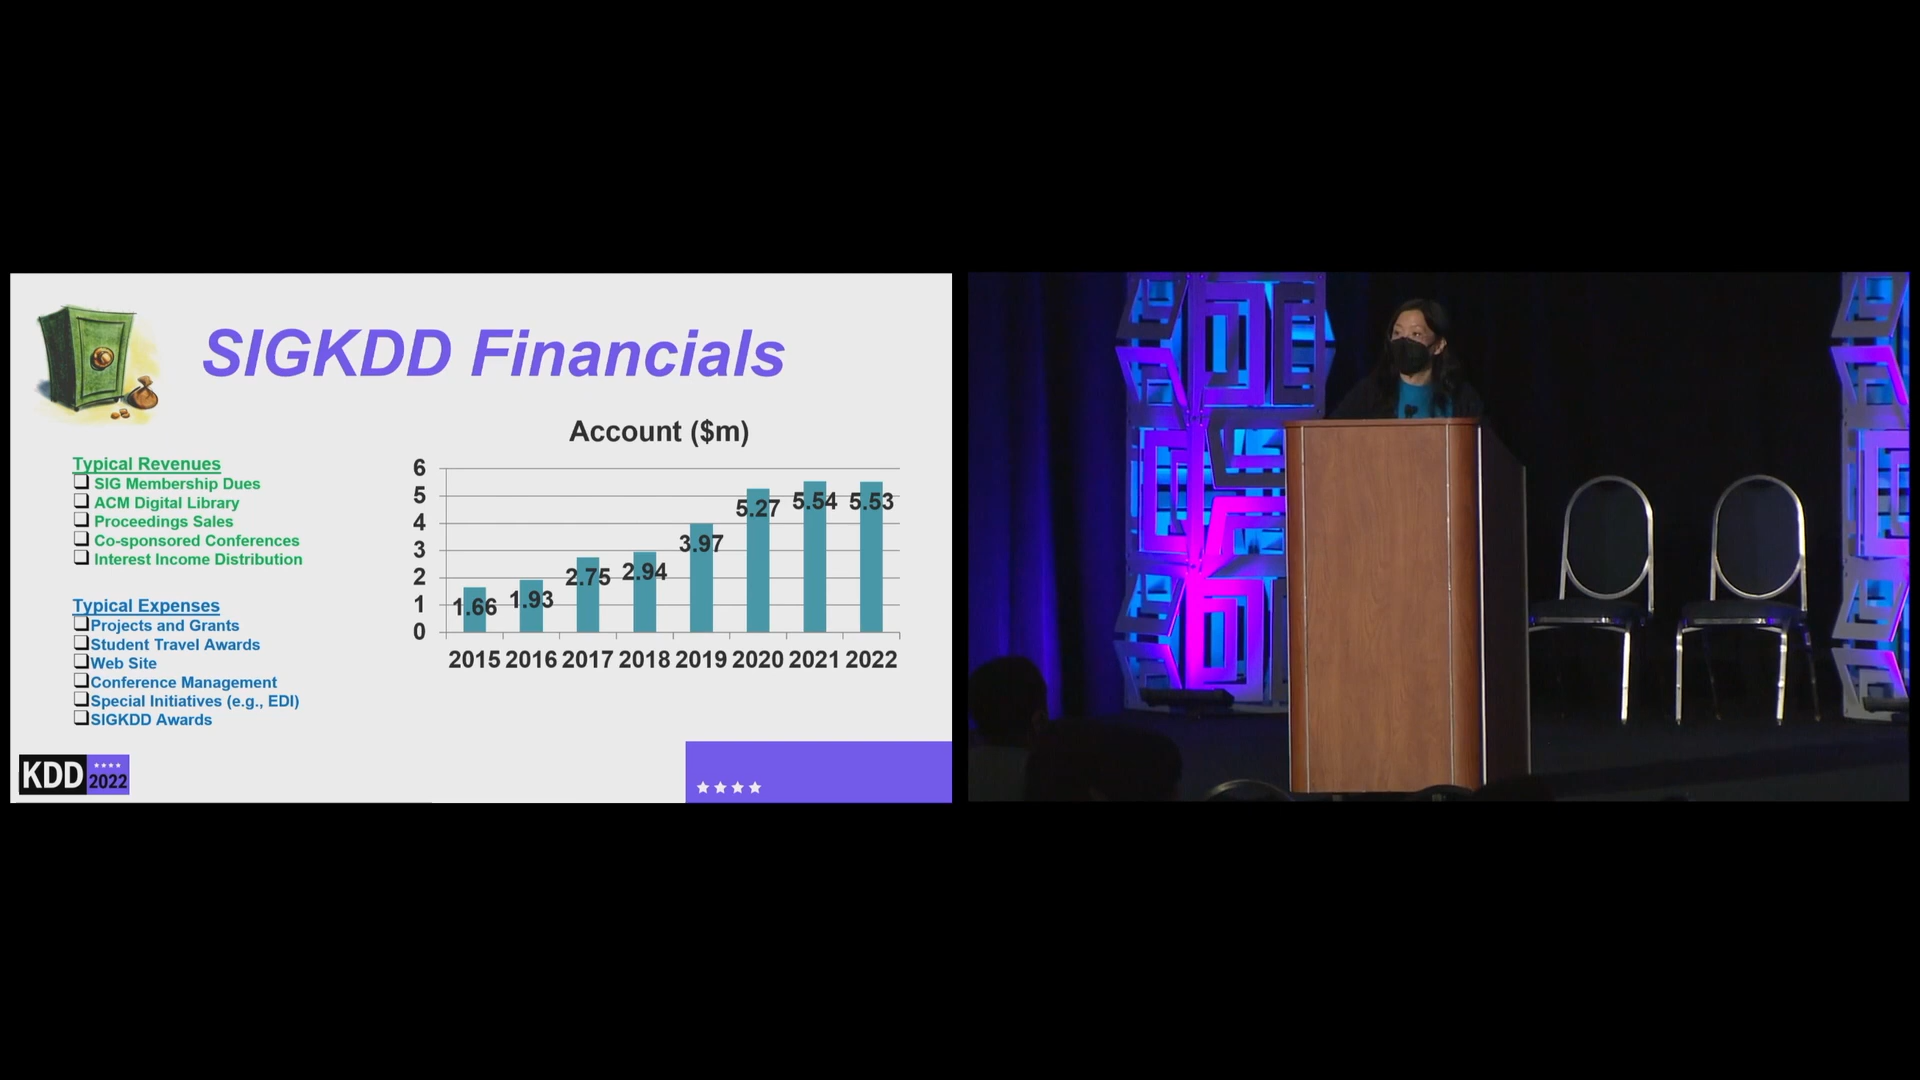 SIGKDD Financials
Account ($m)
Typical Revenues
SIG Membership Dues
ACM Digital Library
Proceedings Sales
Co-sponsored Conferences
Interest Income Distribution
Typical Expenses
Projects and Grants
Student Travel Awards
Web Site
Conference Management
Special Initiatives (e.g., EDI)
SIGKDD Awards
6
5
4
3
2
1
0
1.66 1.93 2.75 2.94 3.97 5.27 5.54 5.53
2015 2016 2017 2018 2019 2020 2021 2022
KDD 2022